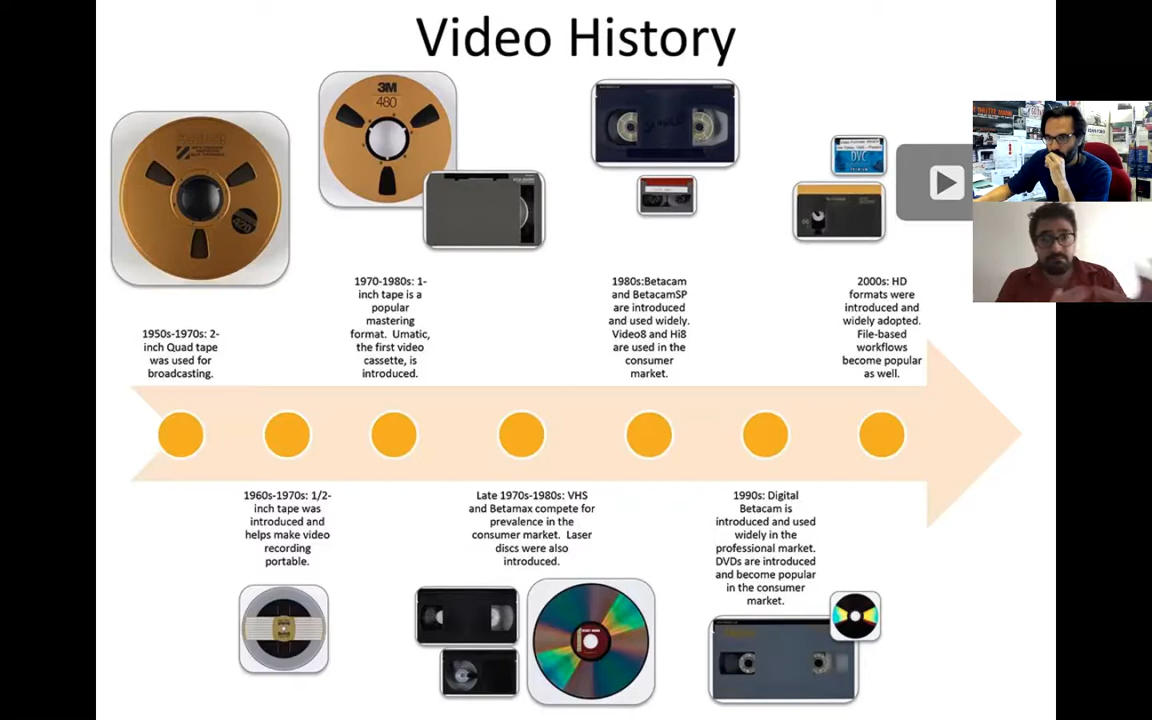 Video History
3M
480
DVC
1950s-1970s: 2-
inch Quad tape
was used for
broadcasting.
1970-1980s: 1-
inch tape is a
popular
mastering
format.  Umatic,
the first video
cassette, is
introduced.
1980s:Betacam
and BetacamSP
are introduced
and used widely.
Video8 and Hi8
are used in the
consumer
market.
2000s: HD
formats were
introduced and
widely adopted.
File-based
workflows
become popular
as well.
1960s-1970s: 1/2-
inch tape was
introduced and
helps make video
recording
portable.
Late 1970s-1980s: VHS
and Betamax compete for
prevalence in the
consumer market.  Laser
discs were also
introduced.
1990s: Digital
Betacam is
introduced and used
widely in the
professional market.
DVDs are introduced
and become popular
in the consumer
market.